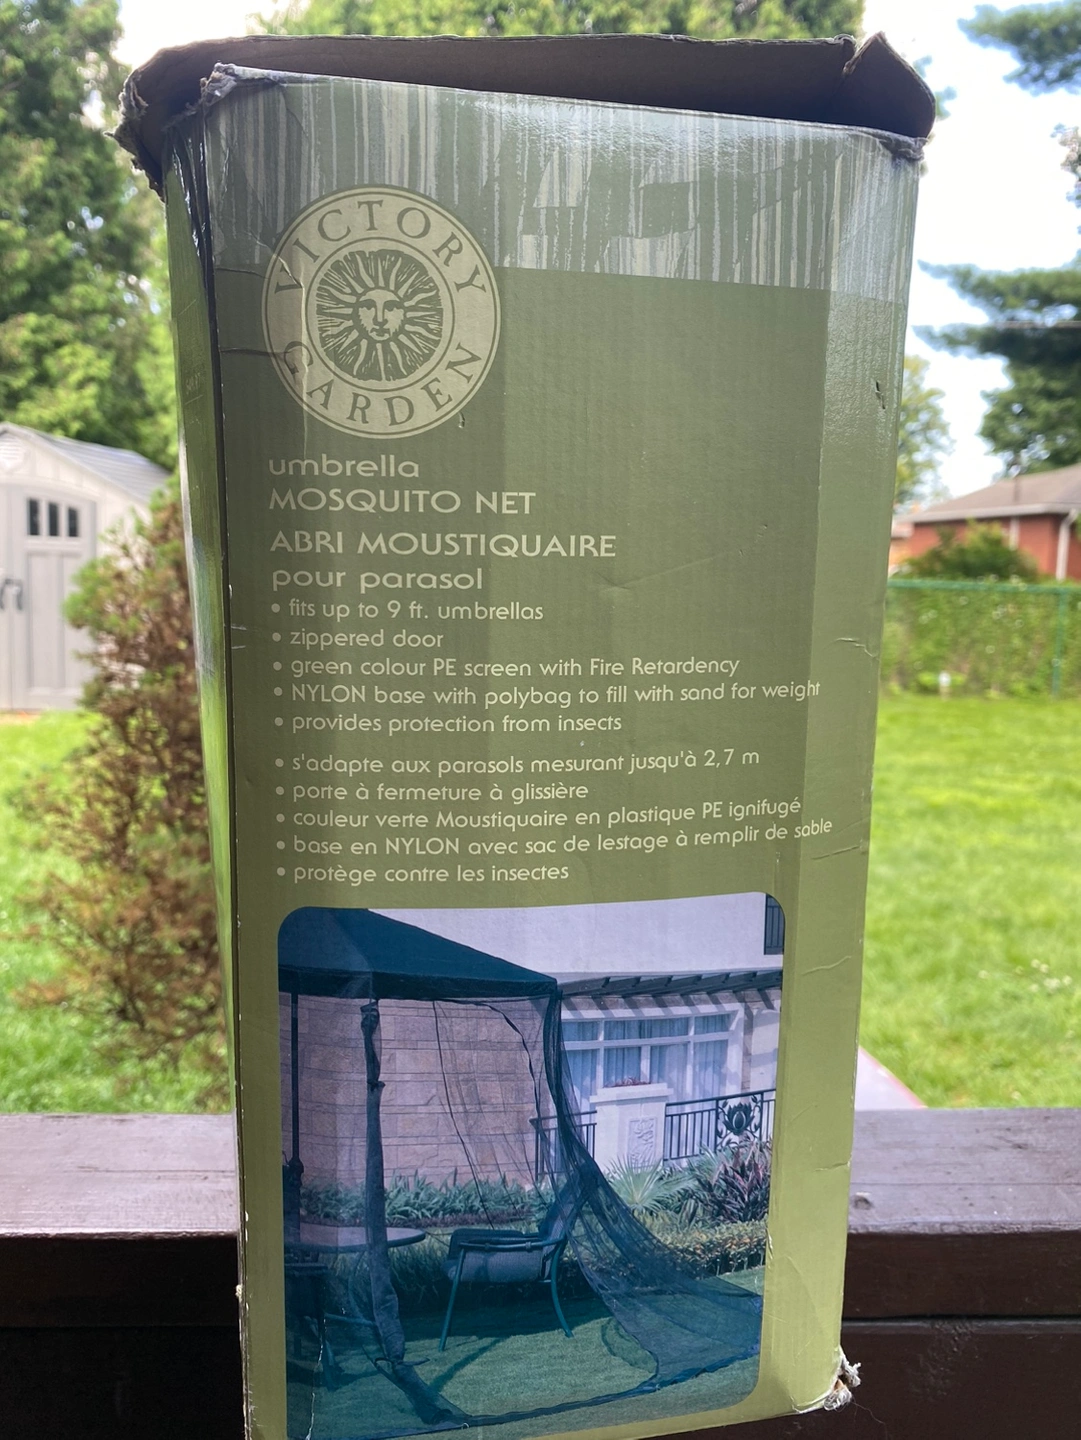 VICTORY GARDEN
umbrella
MOSQUITO NET
ABRI MOUSTIQUAIRE
pour parasol
• fits up to 9 ft. umbrellas
• zippered door
• green colour PE screen with Fire Retardency
• NYLON base with polybag to fill with sand for weight
• provides protection from insects
• s'adapte aux parasols mesurant jusqu'à 2,7 m
• porte à fermeture à glissière
• couleur verte Moustiquaire en plastique PE ignifugé
• base en NYLON avec sac de lestage à remplir de sable
• protège contre les insectes